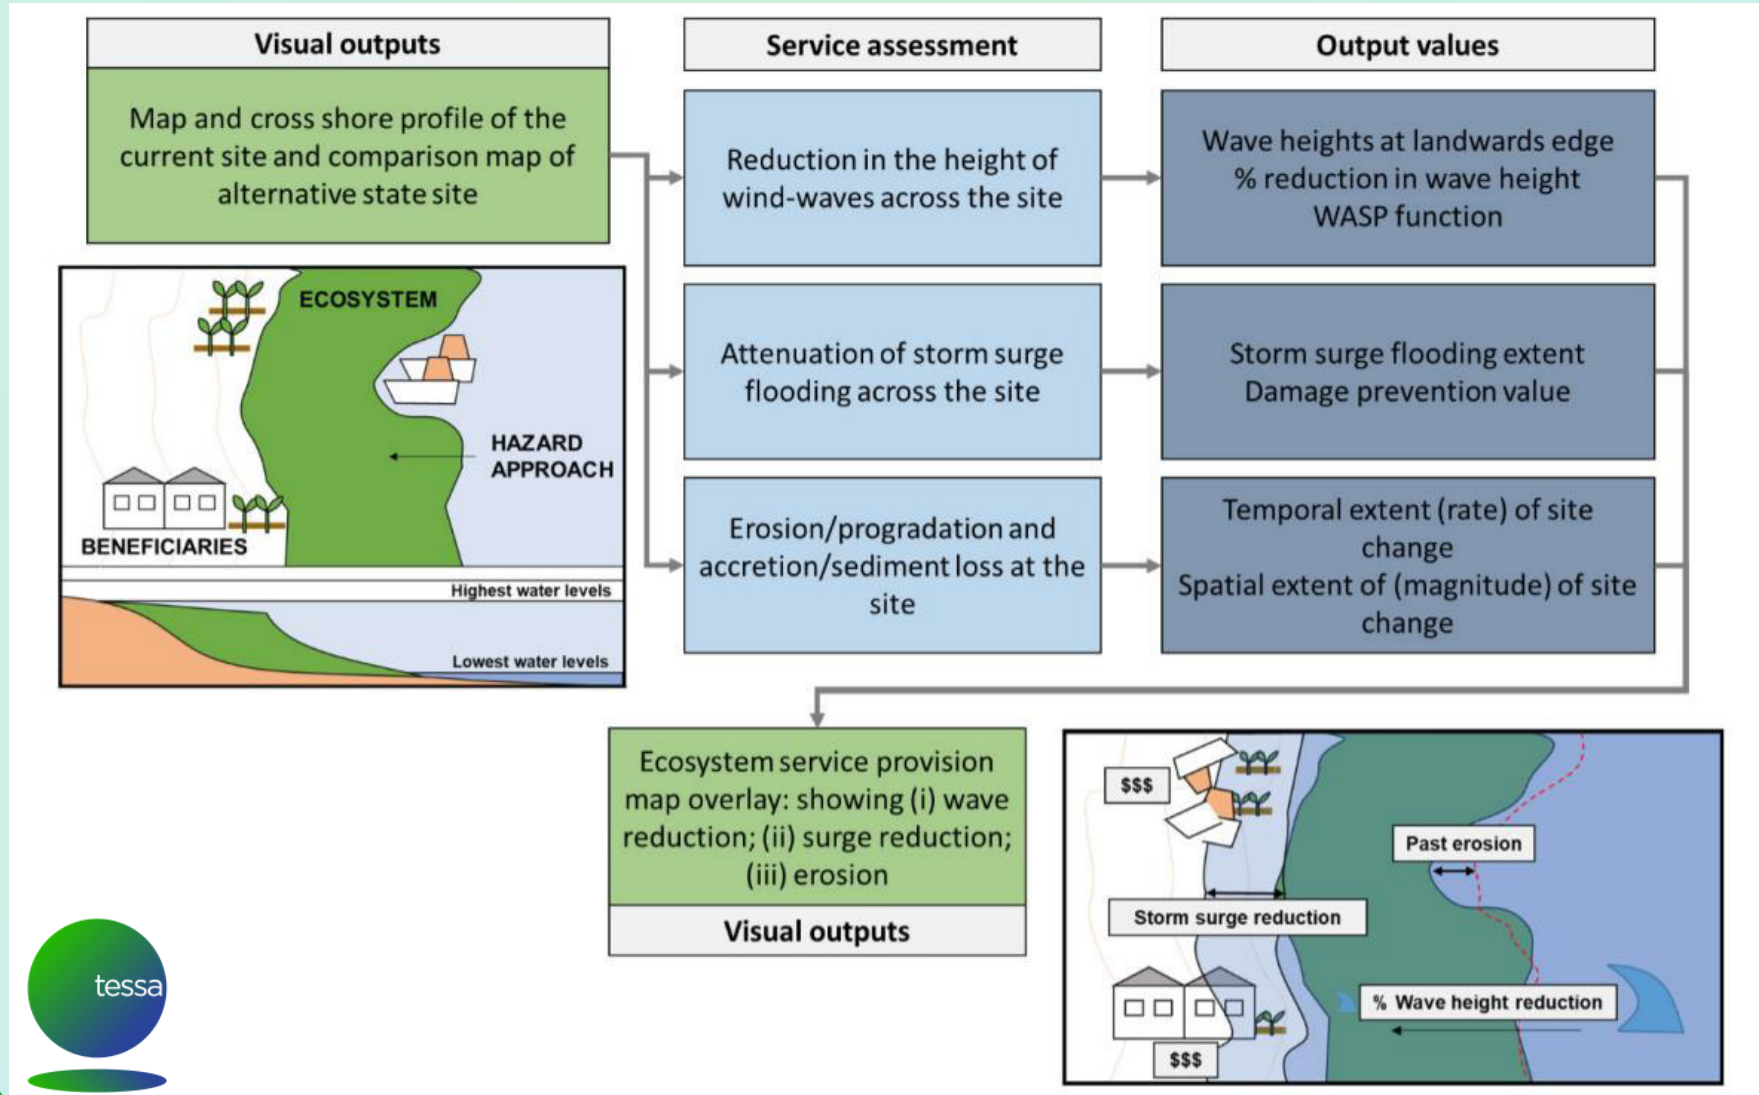 Visual outputs
Map and cross shore profile of the
current site and comparison map of
alternative state site
Service assessment
Reduction in the height of
wind-waves across the site
Attenuation of storm surge
flooding across the site
Erosion/progradation and
accretion/sediment loss at the
site
Output values
Wave heights at landwards edge
% reduction in wave height
WASP function
Storm surge flooding extent
Damage prevention value
Temporal extent (rate) of site
change
Spatial extent of (magnitude) of site
change
ECOSYSTEM
HAZARD
APPROACH
BENEFICIARIES
Highest water levels
Lowest water levels
Ecosystem service provision
map overlay: showing (i) wave
reduction; (ii) surge reduction;
(iii) erosion
Visual outputs
$$$
Past erosion
Storm surge reduction
% Wave height reduction
$$$
tessa